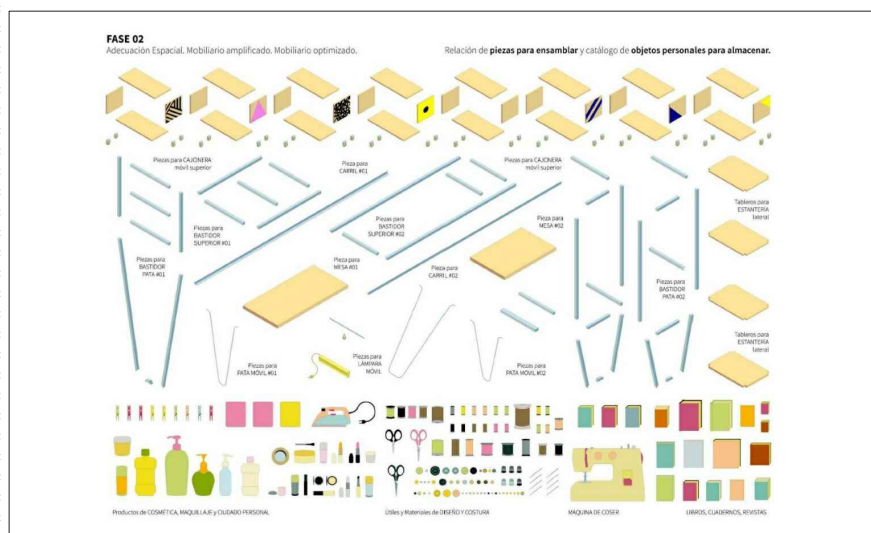 FASE 02
Adecuación Espacial. Mobiliario amplificado. Mobiliario optimizado.
Relación de piezas para ensamblar y catálogo de objetos personales para almacenar.
Piezas para CAJONERA
móvil superior
Pieza para
CARRIL #01
Piezas para CAJONERA
móvil superior
Tableros para
ESTANTERÍA
lateral
Piezas para
BASTIDOR
SUPERIOR #01
Piezas para
BASTIDOR
SUPERIOR #02
Pieza para
MESA #02
Piezas para
BASTIDOR
PATA #01
Pieza para
MESA #01
Pieza para
CARRIL #02
Piezas para
BASTIDOR
PATA #02
Tableros para
ESTANTERÍA
lateral
Piezas para
PATA MÓVIL #01
Piezas para
LÁMPARA
MÓVIL
Piezas para
PATA MÓVIL #02
Productos de COSMÉTICA, MAQUILLAJE y CIUDADO PERSONAL
Útiles y Materiales de DISEÑO Y COSTURA
MÁQUINA DE COSER
LIBROS, CUADERNOS, REVISTAS